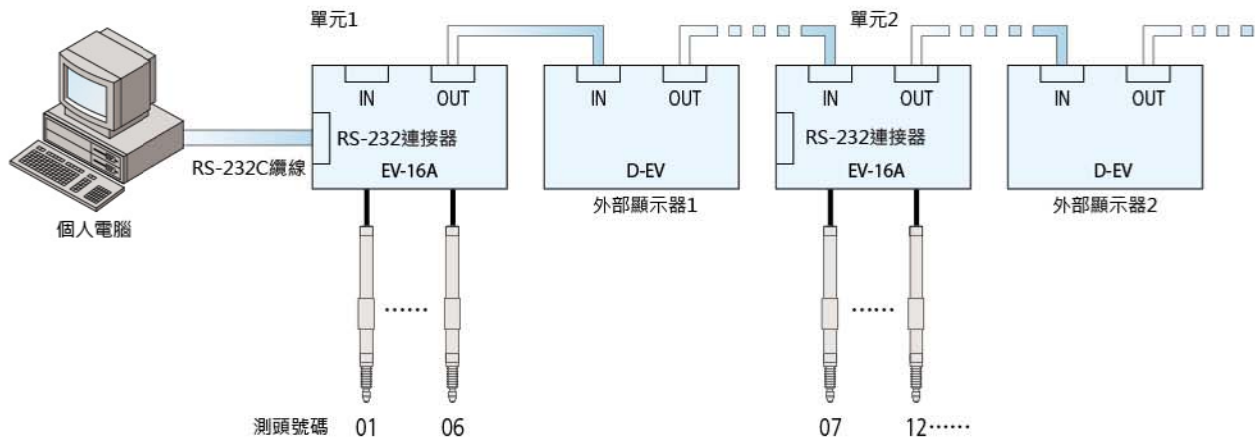 單元1
單元2
IN OUT
IN OUT
IN OUT
IN OUT
RS-232連接器
RS-232連接器
RS-232C纜線
EV-16A
D-EV
EV-16A
D-EV
個人電腦
外部顯示器1
外部顯示器2
……
……
測頭號碼 01 06 07 12……